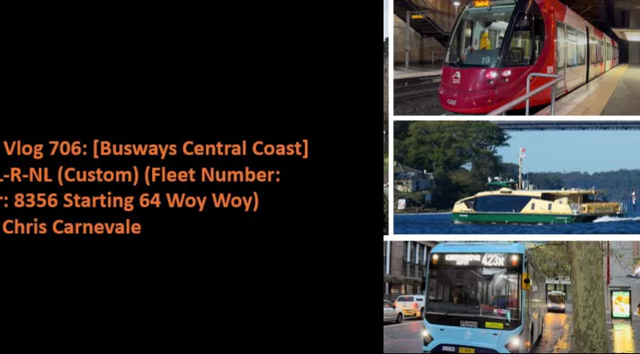 Vlog 706: [Busways Central Coast]
L-R-NL (Custom) (Fleet Number:
r: 8356 Starting 64 Woy Woy)
Chris Carnevale
423X